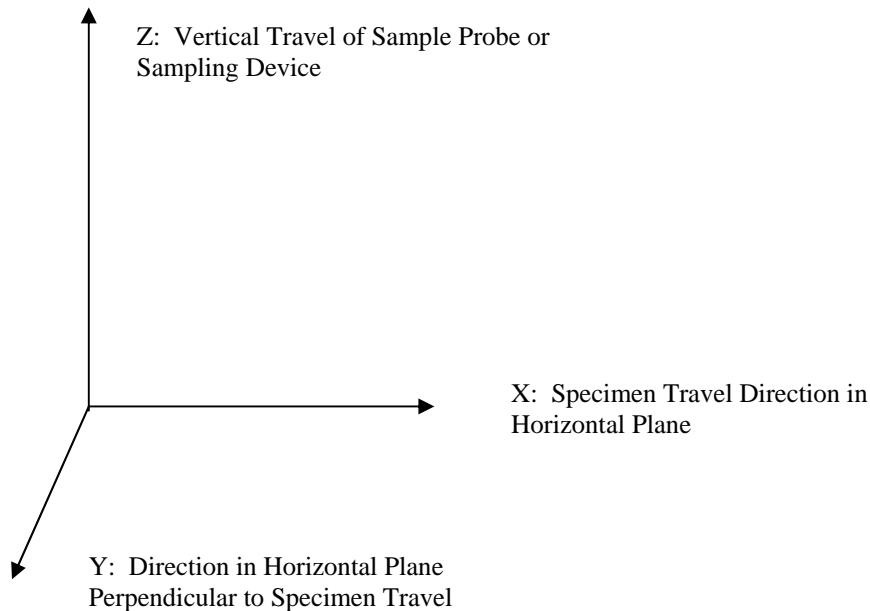 Z: Vertical Travel of Sample Probe or
Sampling Device
X: Specimen Travel Direction in
Horizontal Plane
Y: Direction in Horizontal Plane
Perpendicular to Specimen Travel